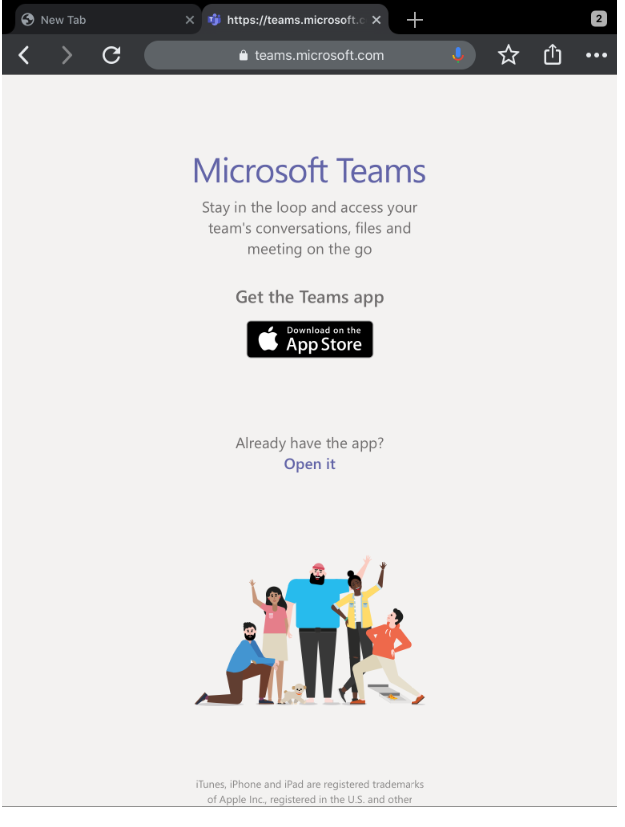 New Tab
https://teams.microsoft.c
2
teams.microsoft.com
Microsoft Teams
Stay in the loop and access your
team's conversations, files and
meeting on the go
Get the Teams app
Download on the
App Store
Already have the app?
Open it
iTunes, iPhone and iPad are registered trademarks
of Apple Inc., registered in the U.S. and other